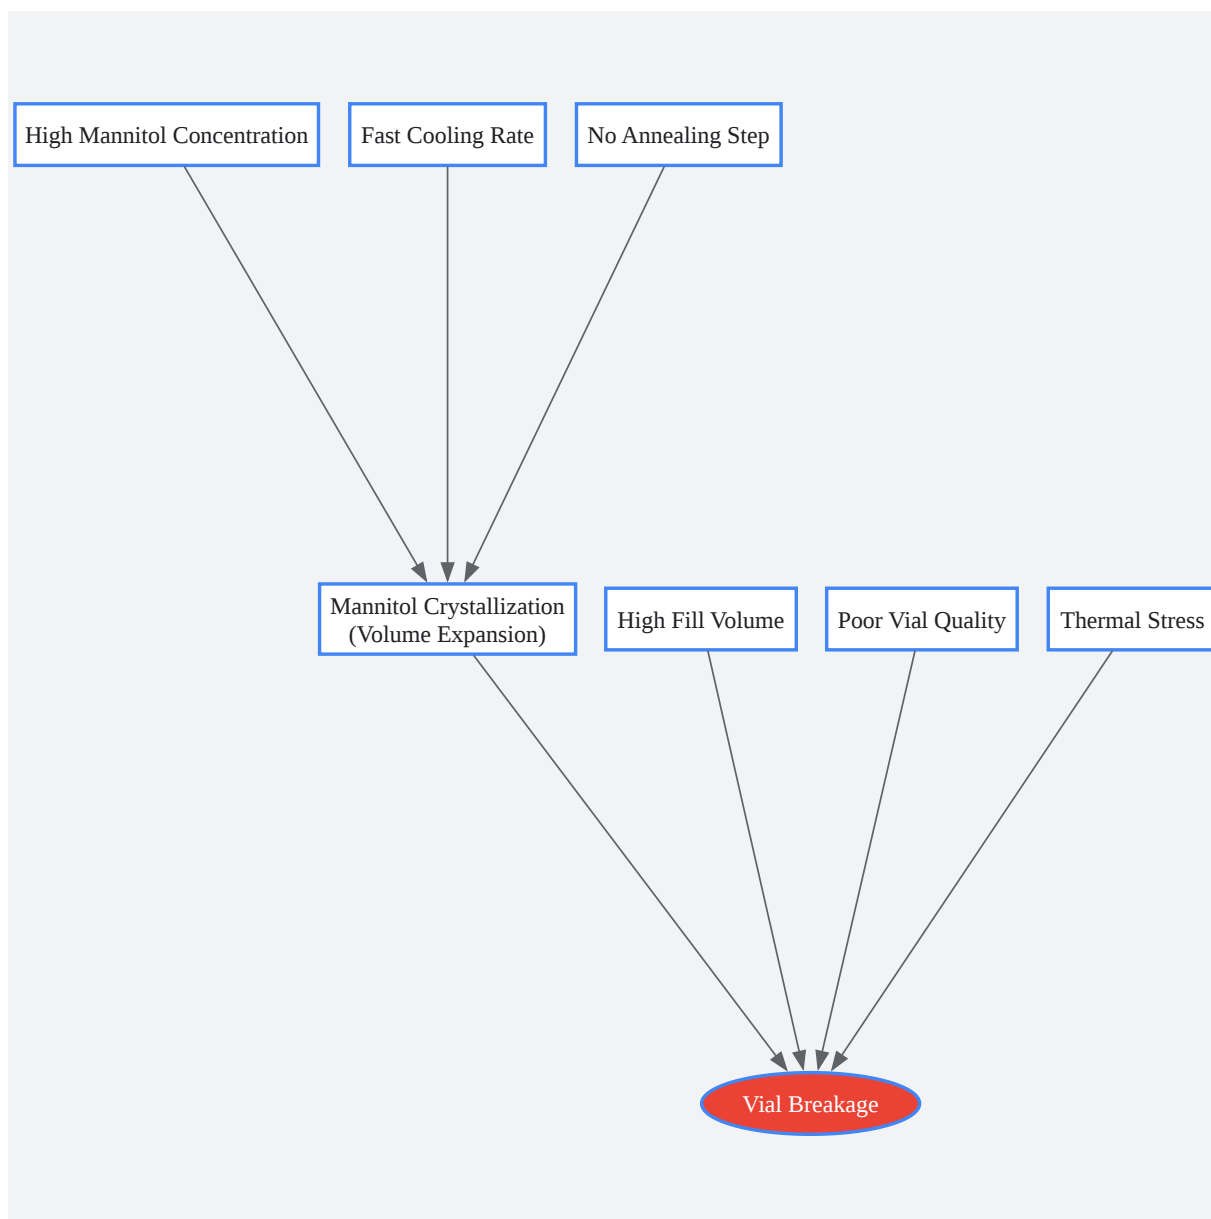 High Mannitol Concentration
Fast Cooling Rate
No Annealing Step
Mannitol Crystallization
(Volume Expansion)
High Fill Volume
Poor Vial Quality
Thermal Stress
Vial Breakage